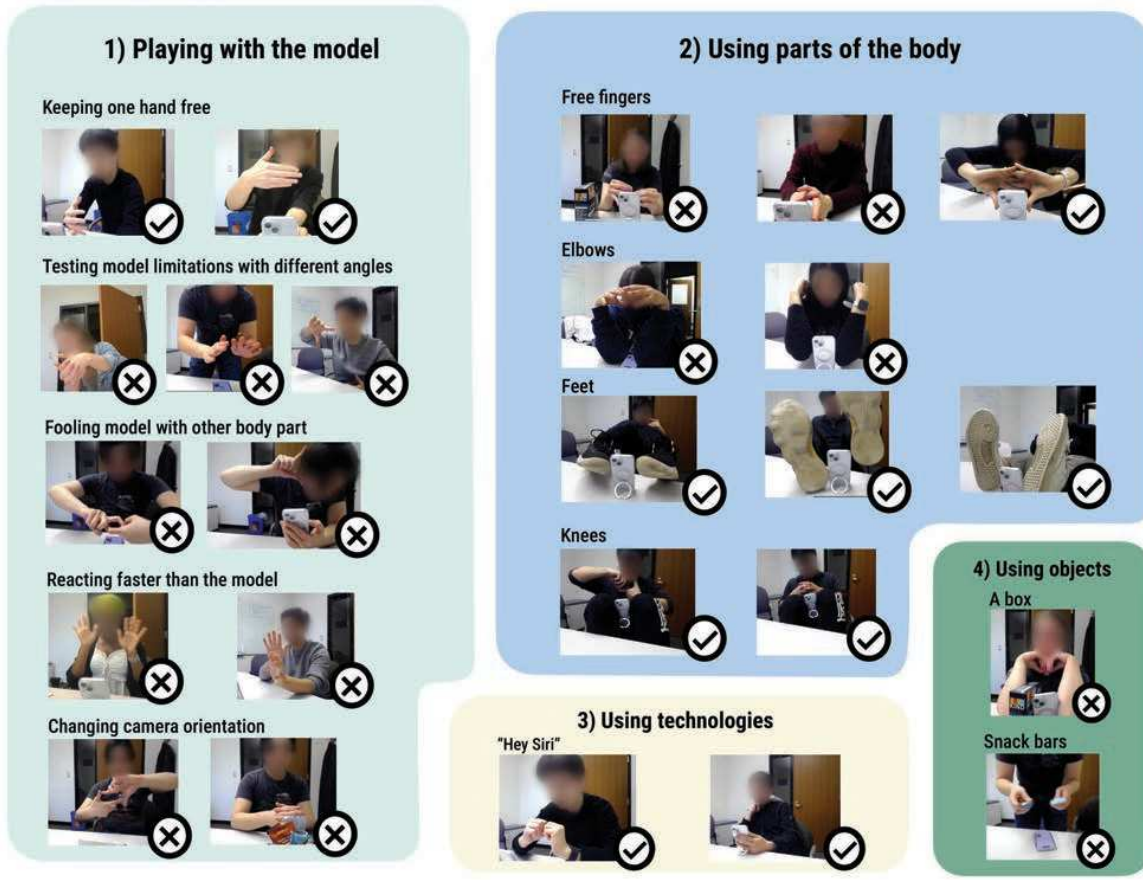 1) Playing with the model
Keeping one hand free
Testing model limitations with different angles
Fooling model with other body part
Reacting faster than the model
Changing camera orientation
2) Using parts of the body
Free fingers
Elbows
Feet
Knees
3) Using technologies
“Hey Siri”
4) Using objects
A box
Snack bars